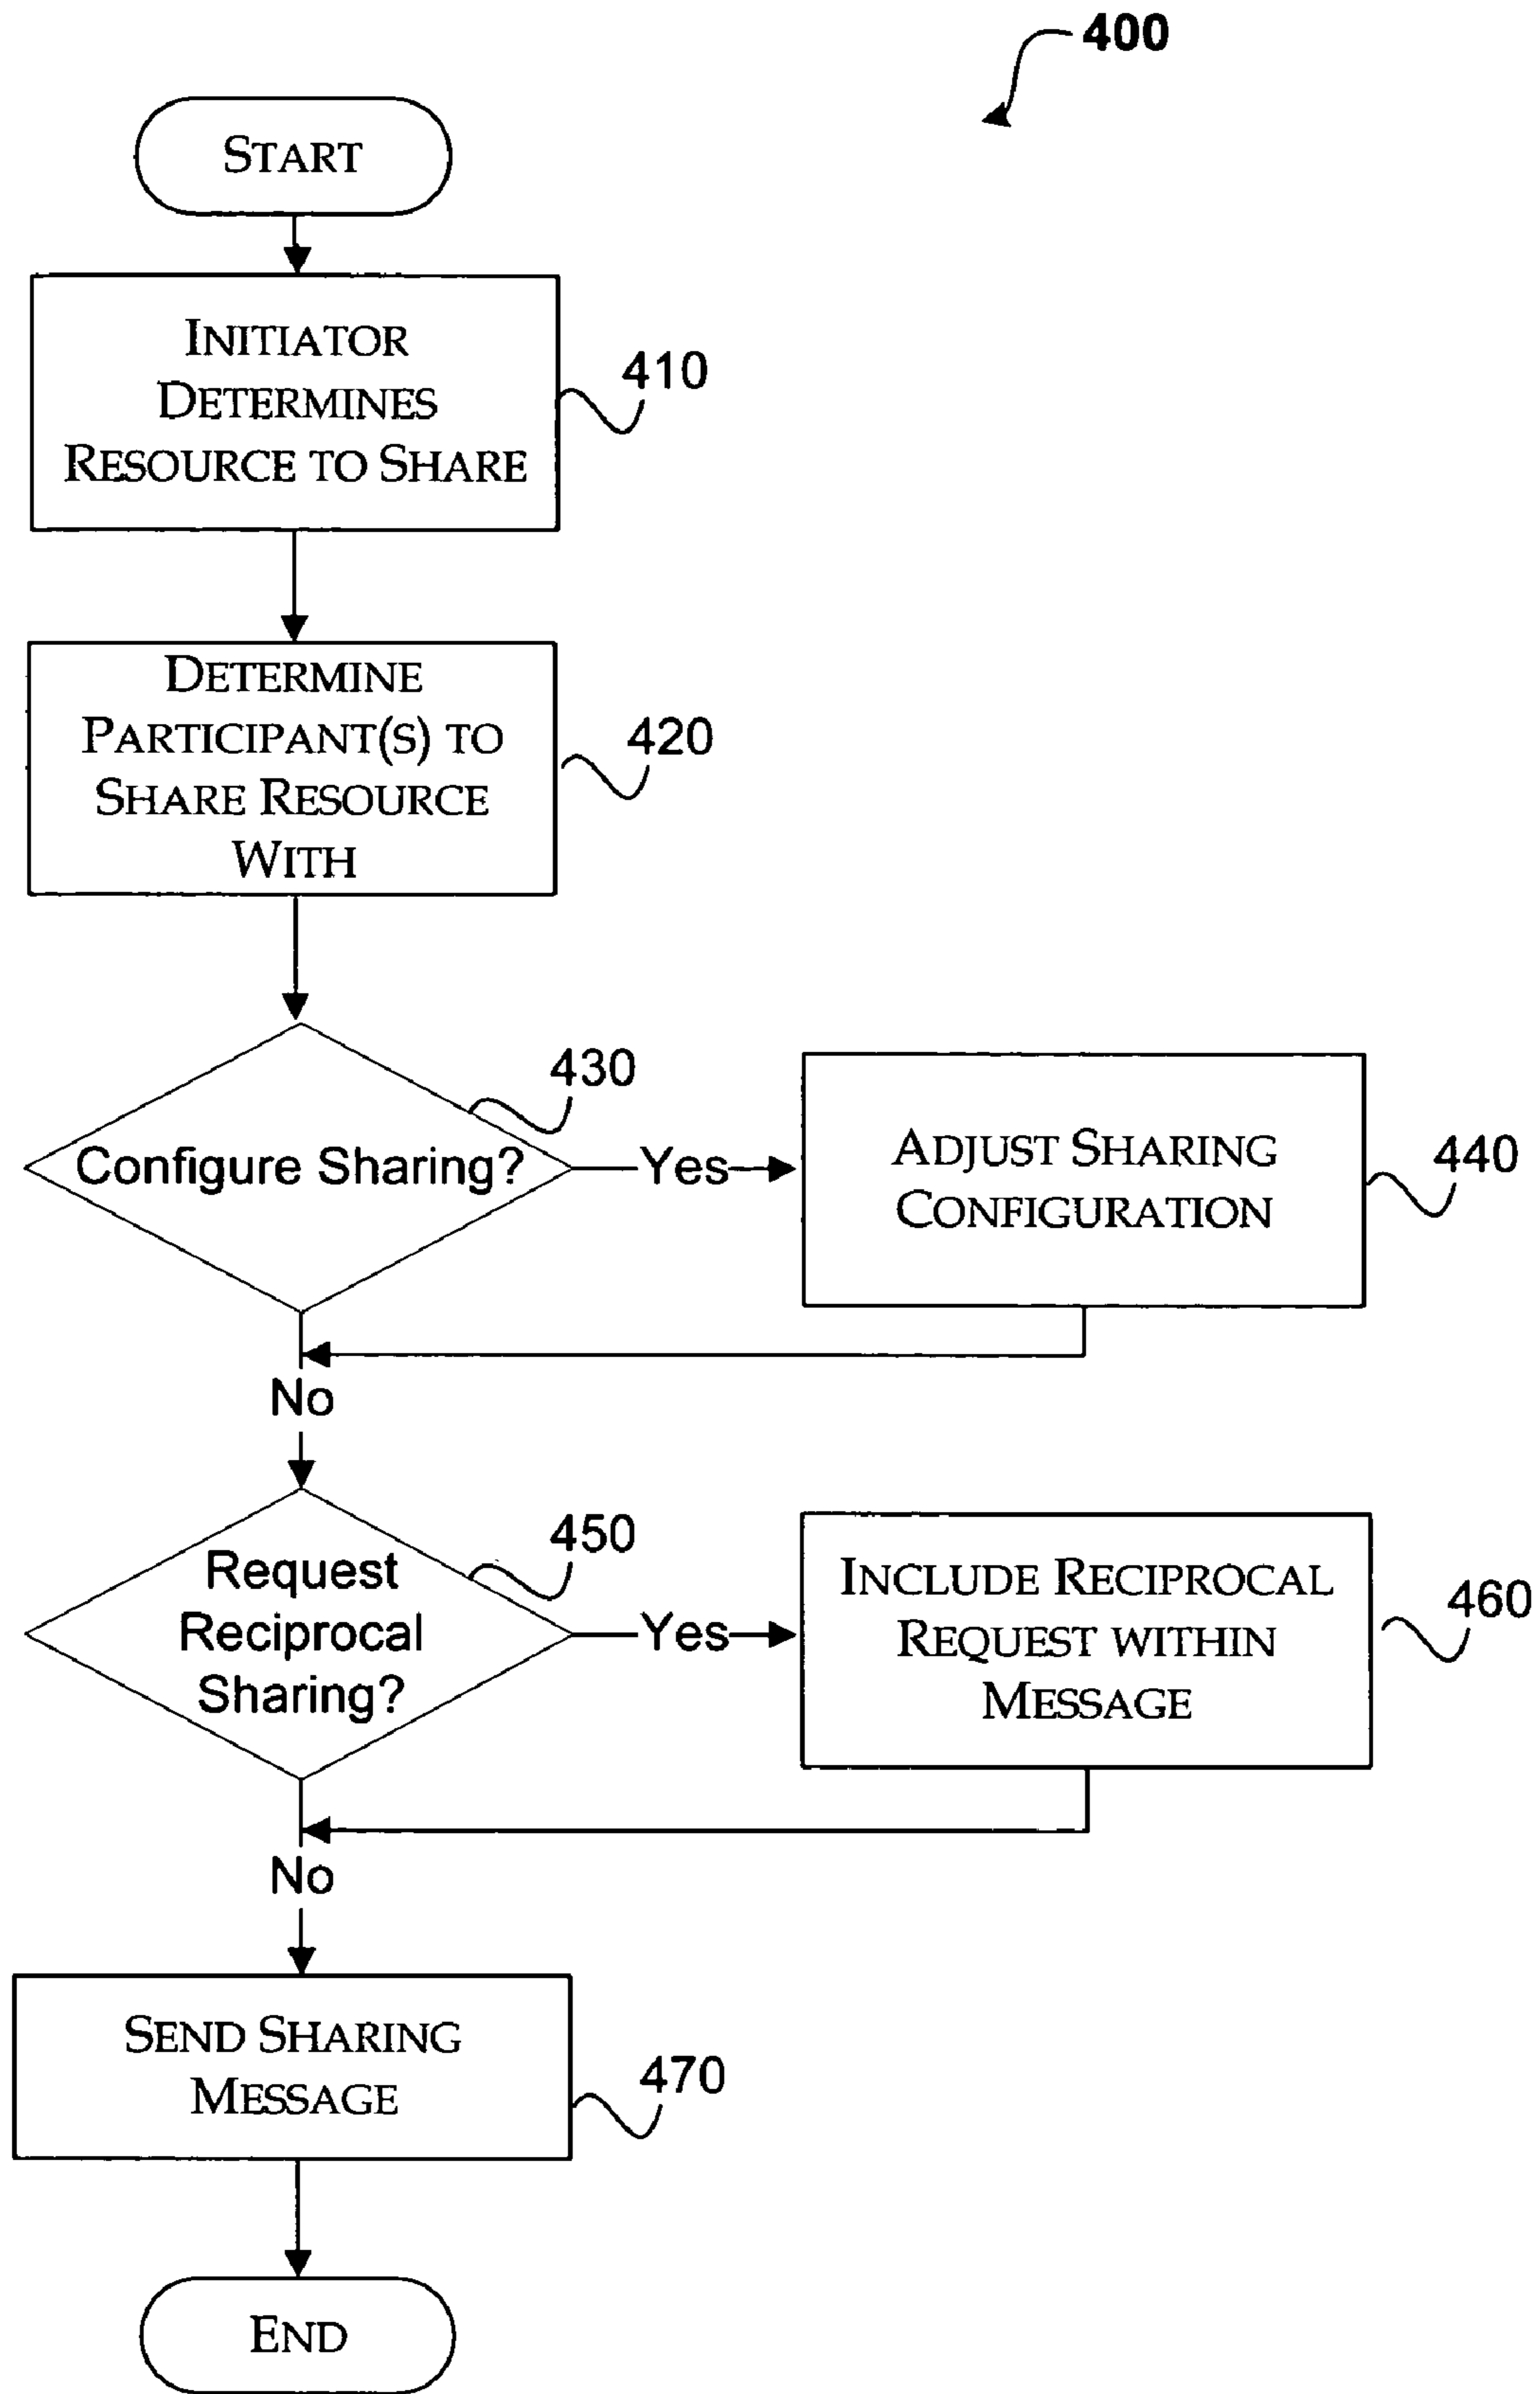 400
START
INITIATOR
DETERMINES
RESOURCE TO SHARE
410
DETERMINE
PARTICIPANT(S) TO
SHARE RESOURCE
WITH
420
430
Configure Sharing?
Yes
ADJUST SHARING
CONFIGURATION
440
No
450
Request
Reciprocal
Sharing?
Yes
INCLUDE RECIPROCAL
REQUEST WITHIN
MESSAGE
460
No
SEND SHARING
MESSAGE
470
END